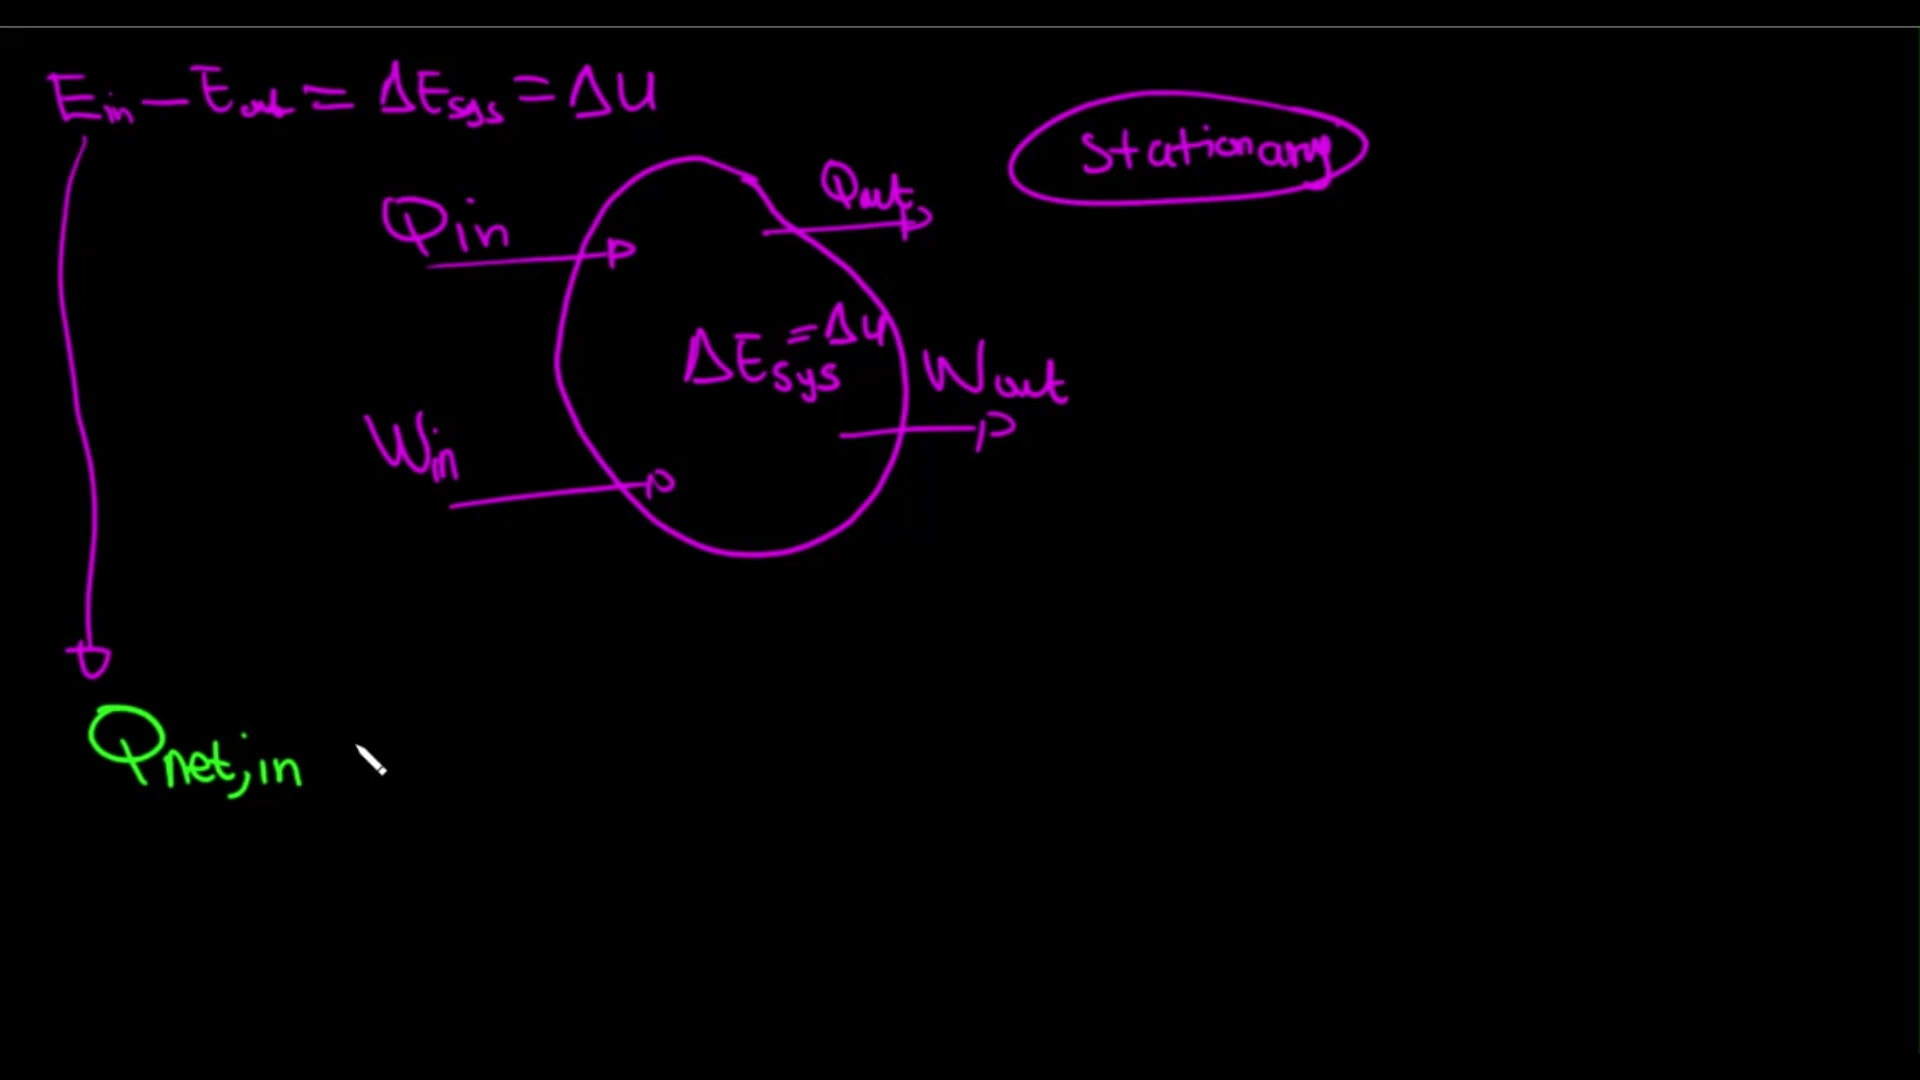 Ein - Eout = ΔEsys = ΔU
Stationary
Qin
Qout
ΔEsys = ΔU
Wout
Win
Qnet,in